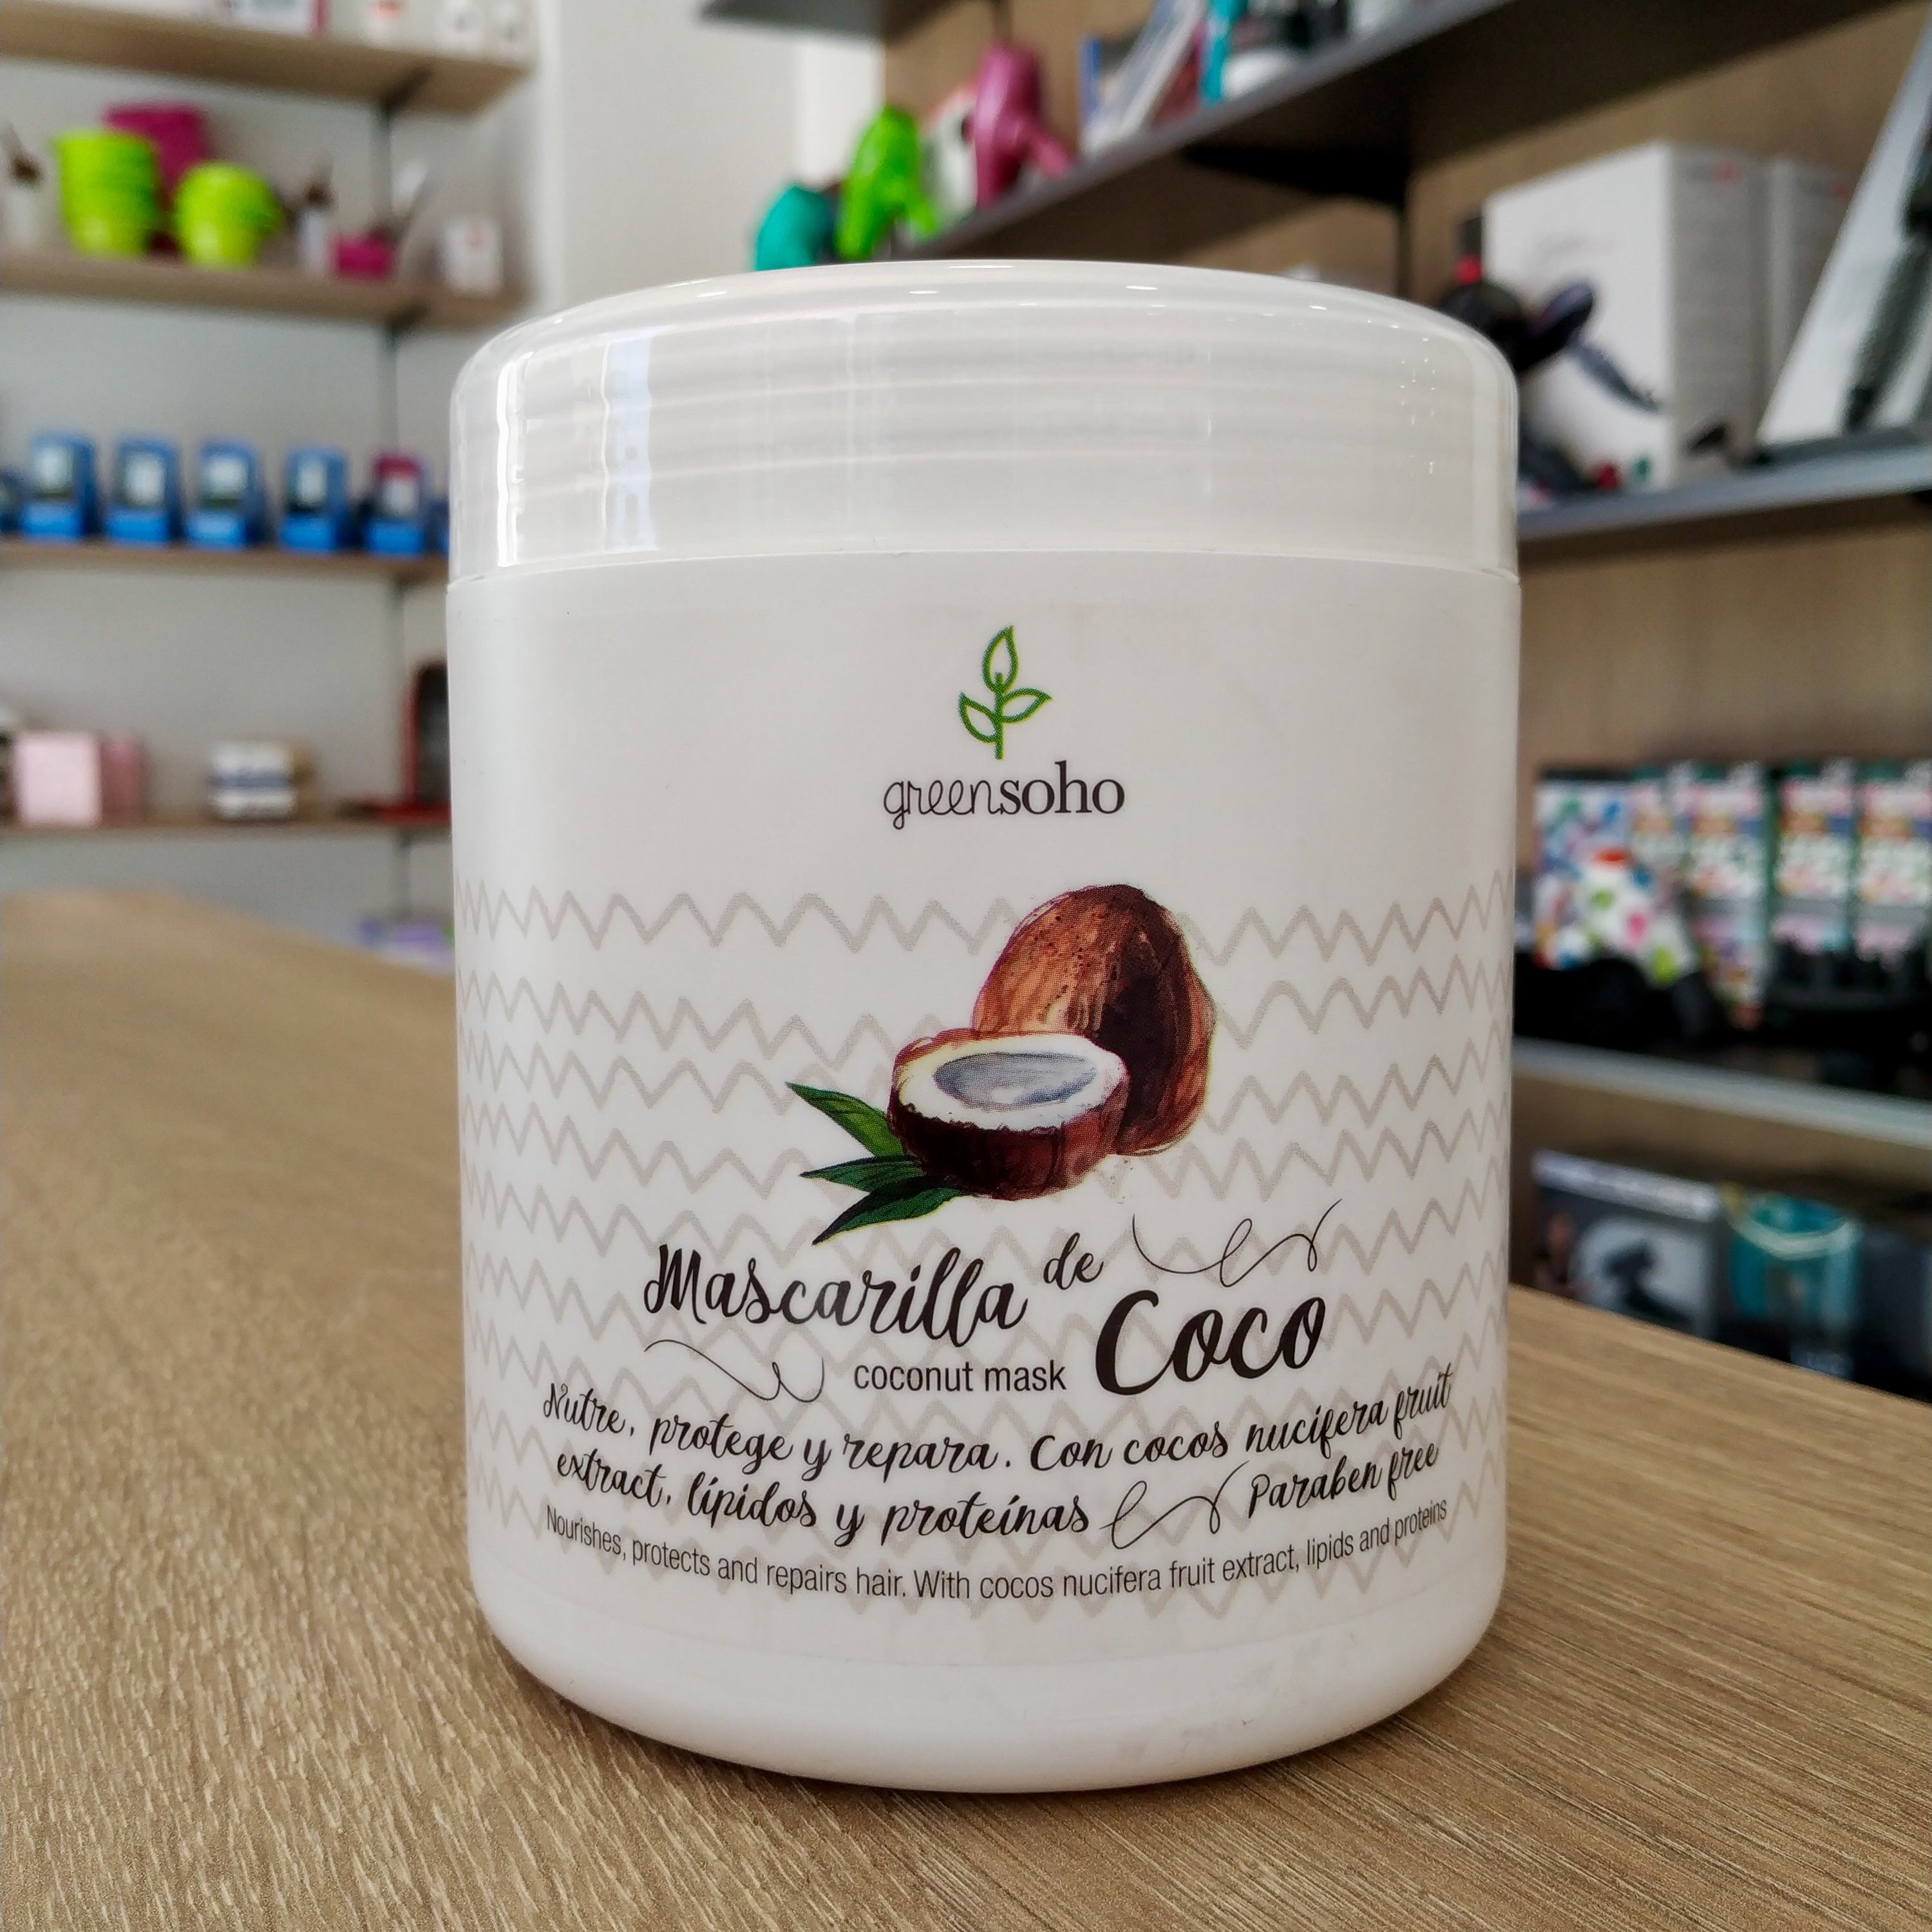 greensoho
Mascarilla de
coconut mask Coco
Nutre, protege y repara. Con cocos nucifera fruit
extract, lípidos y proteínas Paraben free
Nourishes, protects and repairs hair. With cocos nucifera fruit extract, lipids and proteins